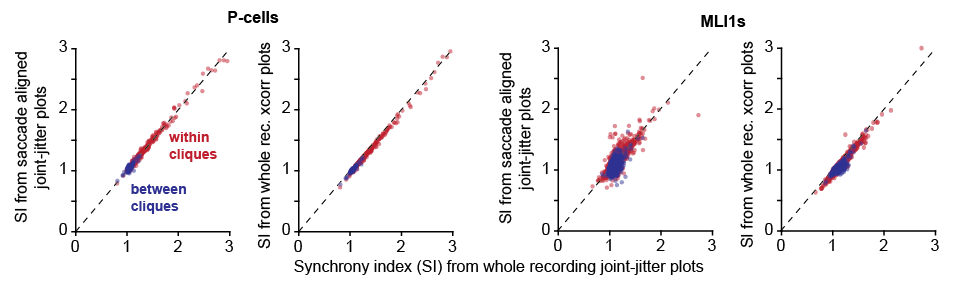 P-cells
MLI1s
SI from saccade aligned
joint-jitter plots
3
2
1
0
0
1
2
3
within
cliques
between
cliques
SI from whole rec. xcorr plots
3
2
1
0
0
1
2
3
SI from saccade aligned
joint-jitter plots
3
2
1
0
0
1
2
3
SI from whole rec. xcorr plots
3
2
1
0
0
1
2
3
Synchrony index (SI) from whole recording joint-jitter plots